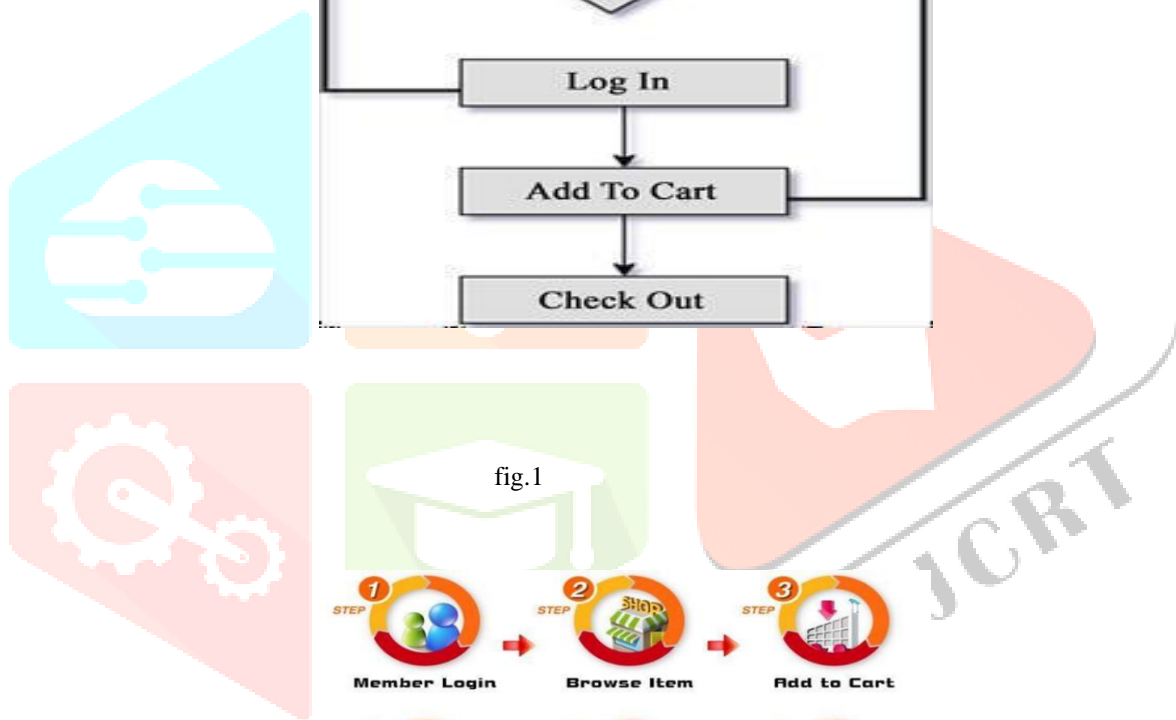 Log In
Add To Cart
Check Out
fig.1
JCRT
1 2 3
STEP SHOP STEP STEP
Member Login Browse Item Add to Cart